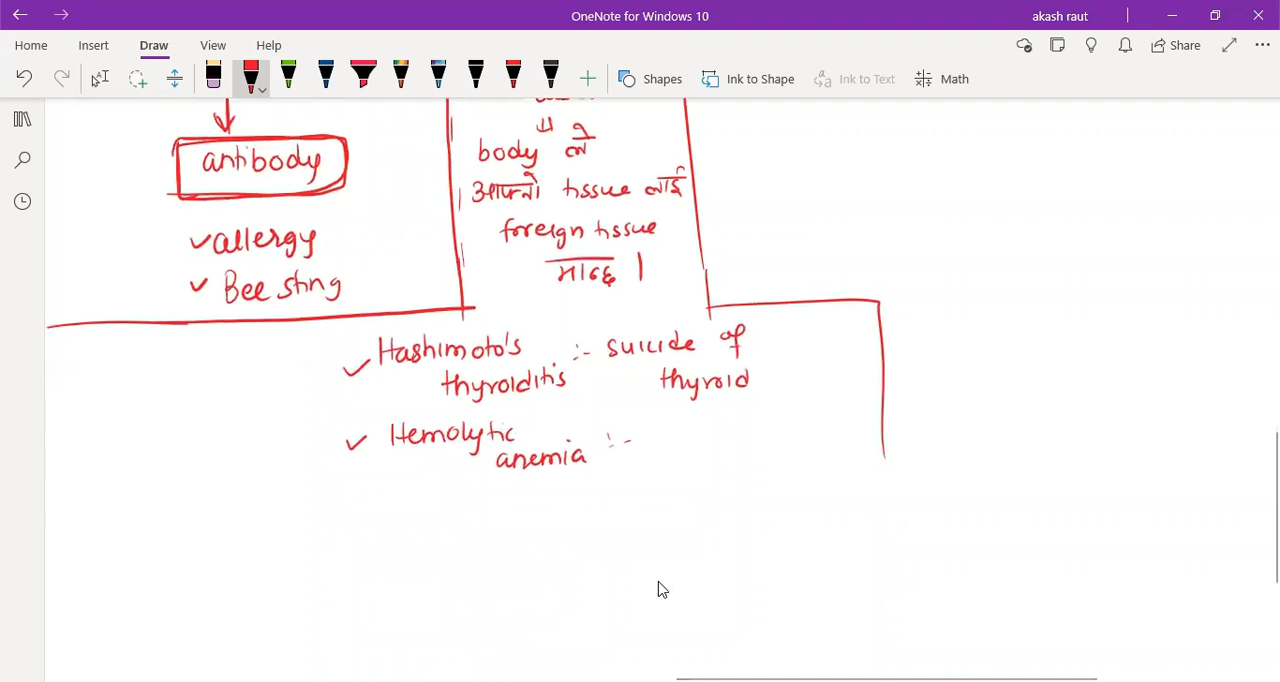 OneNote for Windows 10
akash raut
Home Insert Draw View Help
Share
Shapes
Ink to Shape
Ink to Text
Math
antibody
✓ allergy
✓ Bee sting
body ले
आफ्नो tissue लाई
foreign tissue
मान्छ ।
✓ Hashimoto's thyroiditis :- suicide of thyroid
✓ Hemolytic anemia :-